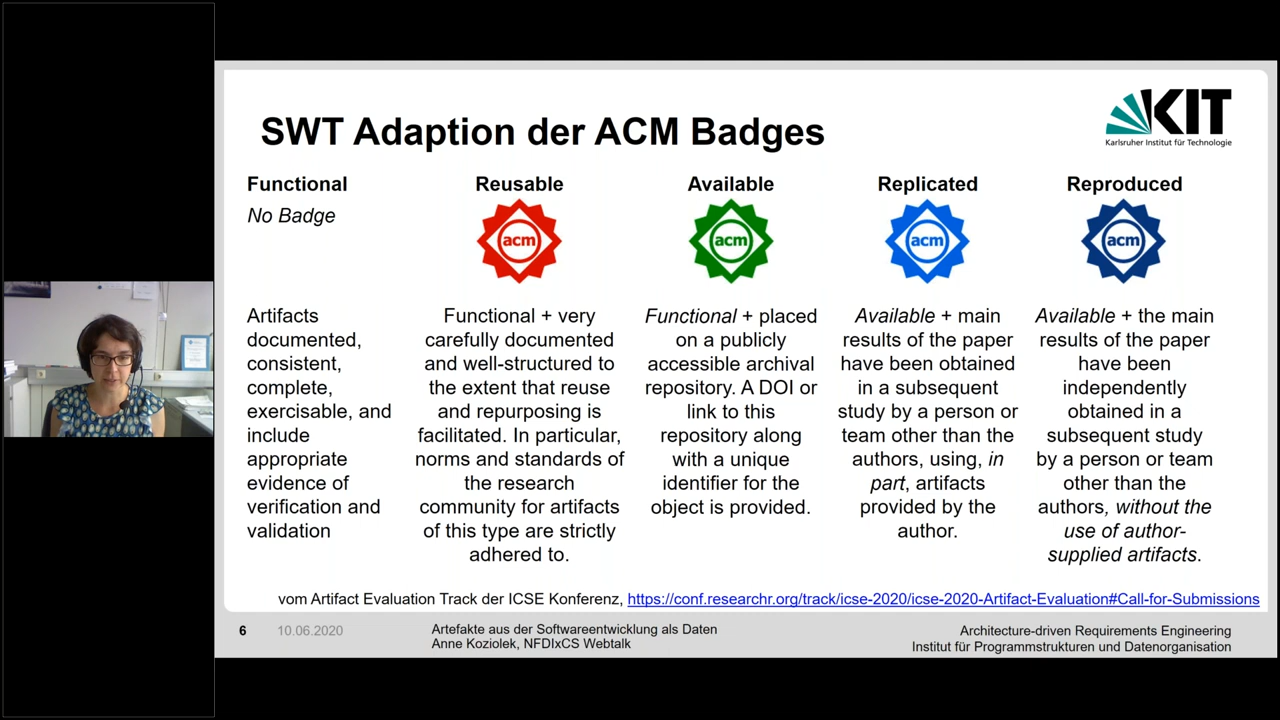 SWT Adaption der ACM Badges
KIT
Karlsruher Institut für Technologie
Functional
No Badge
Artifacts
documented,
consistent,
complete,
exercisable, and
include
appropriate
evidence of
verification and
validation
Reusable
acm
Functional + very
carefully documented
and well-structured to
the extent that reuse
and repurposing is
facilitated. In particular,
norms and standards of
the research
community for artifacts
of this type are strictly
adhered to.
Available
acm
Functional + placed
on a publicly
accessible archival
repository. A DOI or
link to this
repository along
with a unique
identifier for the
object is provided.
Replicated
acm
Available + main
results of the paper
have been obtained
in a subsequent
study by a person or
team other than the
authors, using, in
part, artifacts
provided by the
author.
Reproduced
acm
Available + the main
results of the paper
have been
independently
obtained in a
subsequent study
by a person or team
other than the
authors, without the
use of author-
supplied artifacts.
vom Artifact Evaluation Track der ICSE Konferenz, https://conf.researchr.org/track/icse-2020/icse-2020-Artifact-Evaluation#Call-for-Submissions
6
10.06.2020
Artefakte aus der Softwareentwicklung als Daten
Anne Koziolek, NFDIxCS Webtalk
Architecture-driven Requirements Engineering
Institut für Programmstrukturen und Datenorganisation